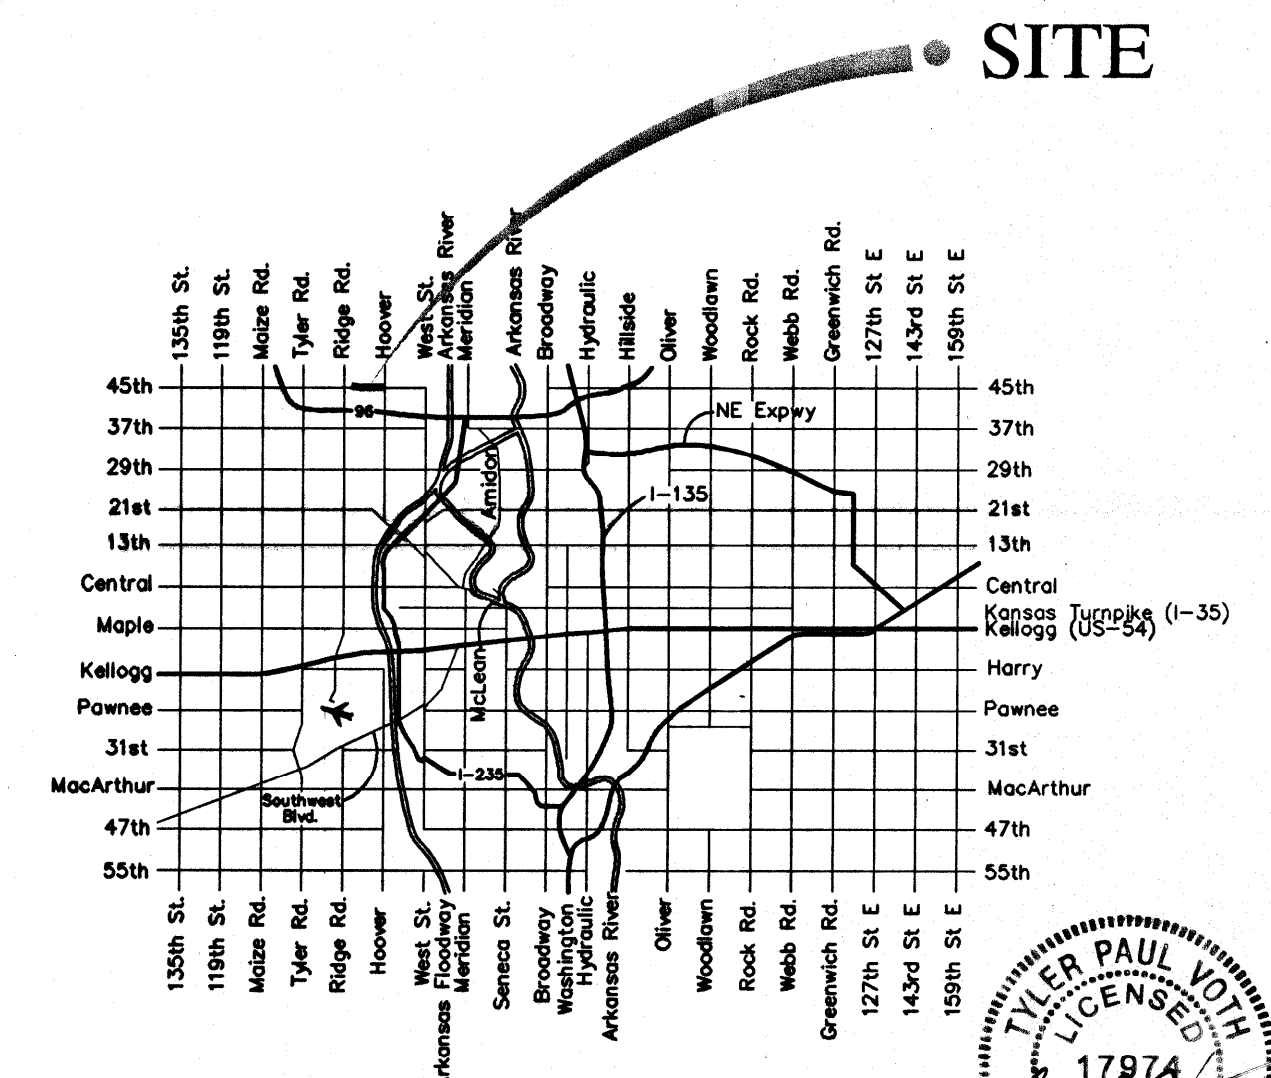 SITE
135th St.
119th St.
Maize Rd.
Tyler Rd.
Ridge Rd.
Hoover
West St.
Arkansas River
Meridian
Arkansas River
Broadway
Hydraulic
Hillside
Oliver
Woodlawn
Rock Rd.
Webb Rd.
Greenwich Rd.
127th St E
143rd St E
159th St E
45th
37th
29th
21st
13th
Central
Maple
Kellogg
Pawnee
31st
MacArthur
47th
55th
96
NE Expwy
Amidon
I-135
McLean
I-235
Southwest
Blvd.
45th
37th
29th
21st
13th
Central
Kansas Turnpike (I-35)
Kellogg (US-54)
Harry
Pawnee
31st
MacArthur
47th
55th
135th St.
119th St.
Maize Rd.
Tyler Rd.
Ridge Rd.
Hoover
West St.
rkansas Floodway
Meridian
Seneca St.
Broadway
Washington
Hydraulic
Arkansas River
Oliver
Woodlawn
Rock Rd.
Webb Rd.
Greenwich Rd.
127th St E
143rd St E
159th St E
TYLER PAUL VOTH
LICENSED
17974